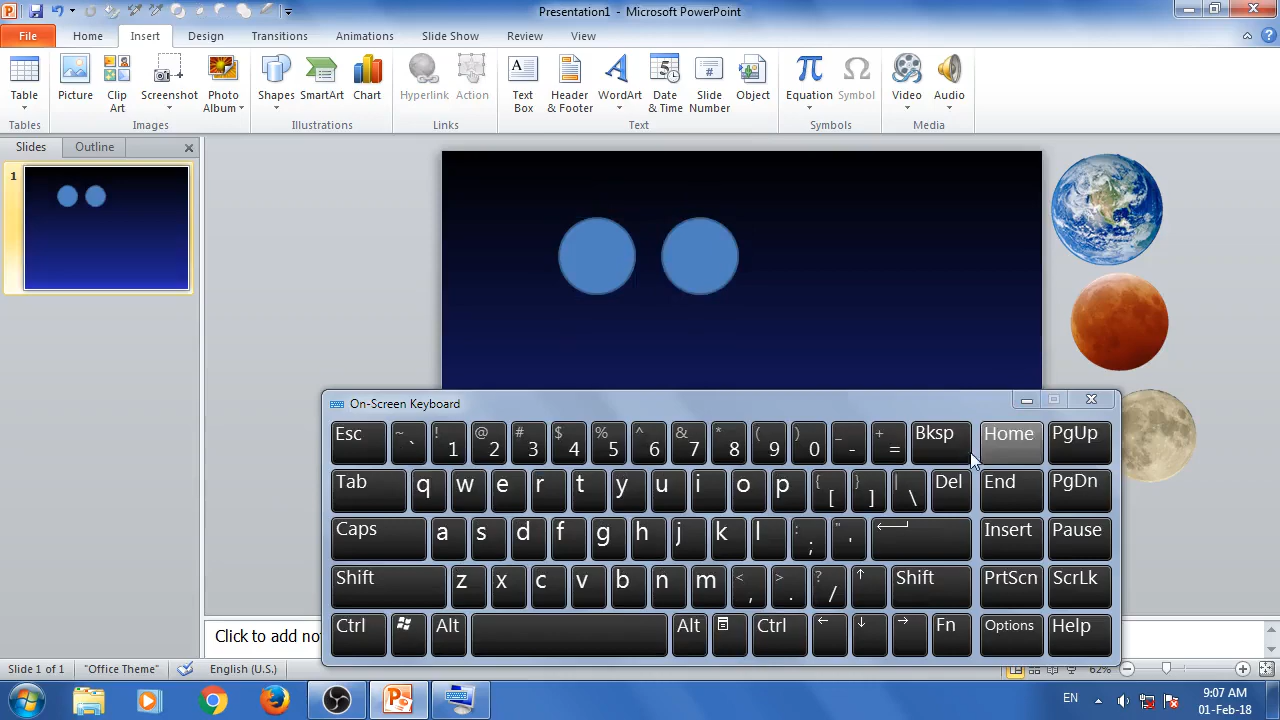 Presentation1 - Microsoft PowerPoint
File Home Insert Design Transitions Animations Slide Show Review View
Table
Picture
Clip Art
Screenshot
Photo Album
Shapes
SmartArt
Chart
Hyperlink
Action
Text Box
Header & Footer
WordArt
Date & Time
Slide Number
Object
Equation
Symbol
Video
Audio
Tables Images Illustrations Links Text Symbols Media
Slides Outline
1
On-Screen Keyboard
Esc ~ ` ! 1 @ 2 # 3 $ 4 % 5 ^ 6 & 7 * 8 ( 9 ) 0 _ - + = Bksp Home PgUp
Tab q w e r t y u i o p { [ } ] | \ Del End PgDn
Caps a s d f g h j k l : ; " ' Insert Pause
Shift z x c v b n m < , > . ? / ↑ Shift PrtScn ScrLk
Ctrl Alt Alt Ctrl ← ↓ → Fn Options Help
Click to add no
Slide 1 of 1 "Office Theme" English (U.S.) 62%
EN 9:07 AM
01-Feb-18